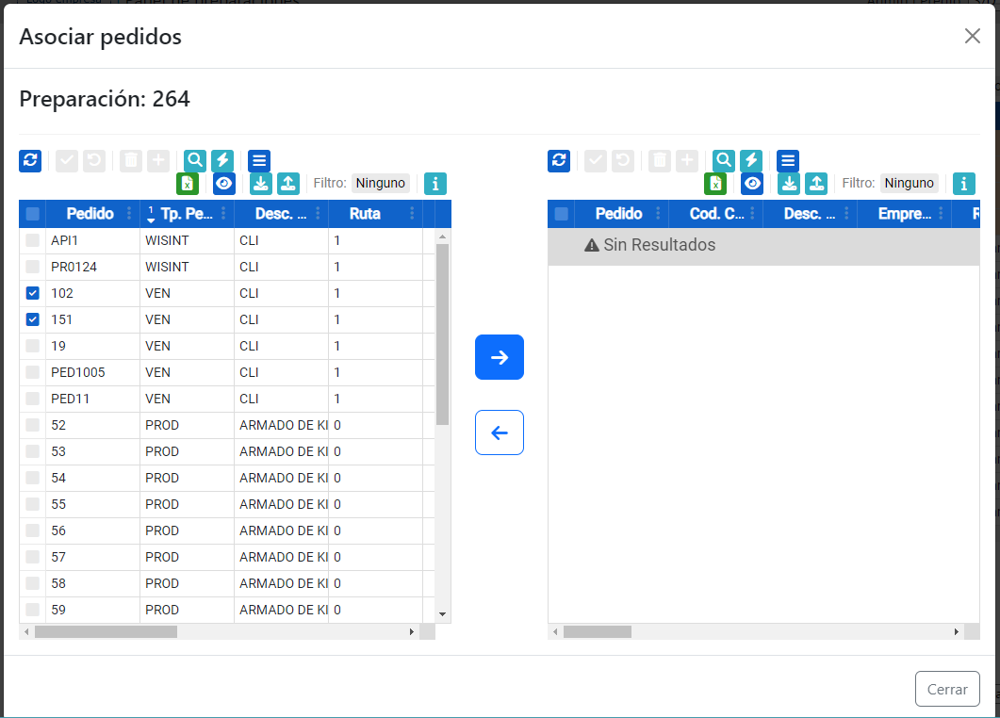 Asociar pedidos
Preparación: 264
Filtro: Ninguno
Pedido 1 Tp. Pe... Desc. ... Ruta
API1 WISINT CLI 1
PR0124 WISINT CLI 1
102 VEN CLI 1
151 VEN CLI 1
19 VEN CLI 1
PED1005 VEN CLI 1
PED11 VEN CLI 1
52 PROD ARMADO DE KI 0
53 PROD ARMADO DE KI 0
54 PROD ARMADO DE KI 0
55 PROD ARMADO DE KI 0
56 PROD ARMADO DE KI 0
57 PROD ARMADO DE KI 0
58 PROD ARMADO DE KI 0
59 PROD ARMADO DE KI 0
Filtro: Ninguno
Pedido Cod. C... Desc. ... Empre... R
Sin Resultados
Cerrar